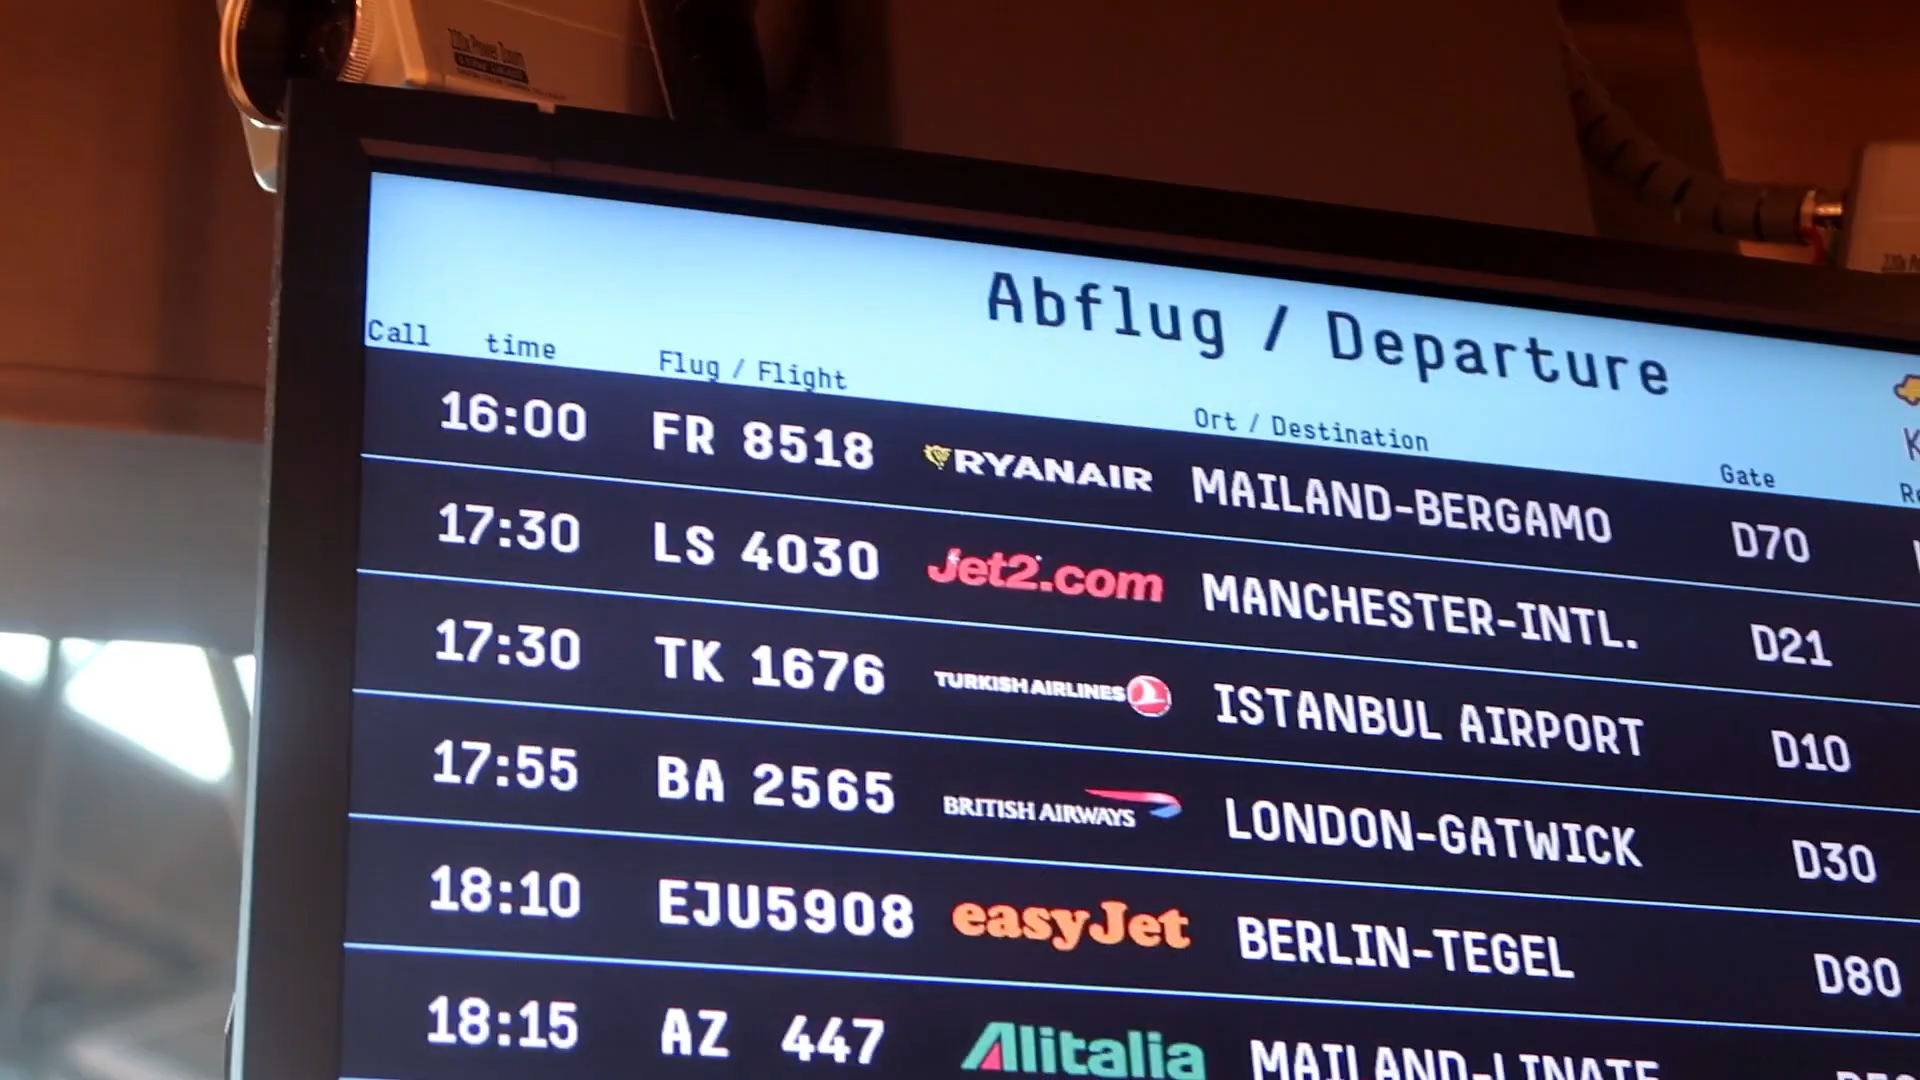 Abflug / Departure
Call time Flug / Flight Ort / Destination Gate
16:00 FR 8518 RYANAIR MAILAND-BERGAMO D70
17:30 LS 4030 Jet2.com MANCHESTER-INTL. D21
17:30 TK 1676 TURKISH AIRLINES ISTANBUL AIRPORT D10
17:55 BA 2565 BRITISH AIRWAYS LONDON-GATWICK D30
18:10 EJU5908 easyJet BERLIN-TEGEL D80
18:15 AZ 447 Alitalia MAILAND-LINATE